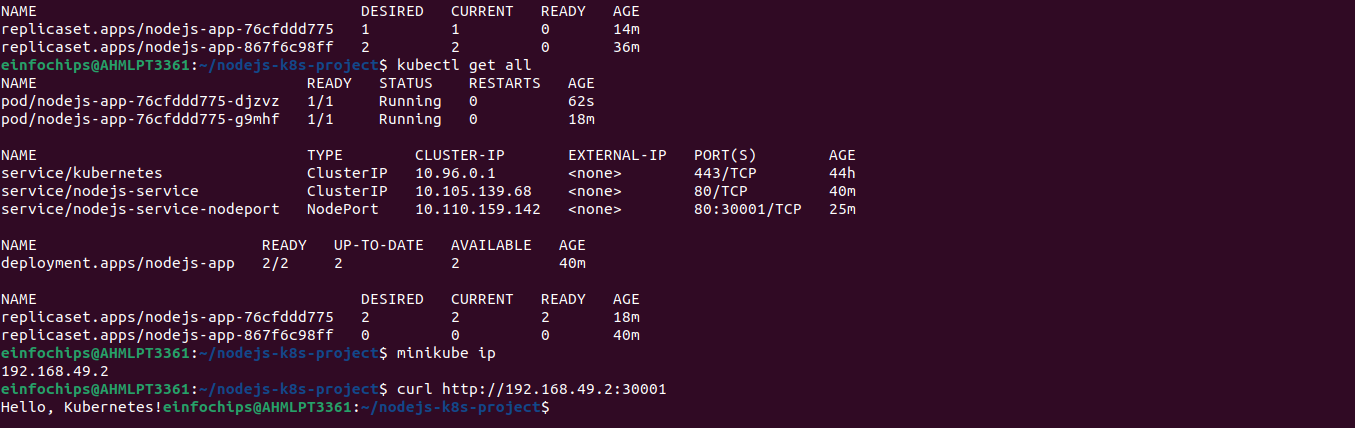 NAME DESIRED CURRENT READY AGE
replicaset.apps/nodejs-app-76cfddd775 1 1 0 14m
replicaset.apps/nodejs-app-867f6c98ff 2 2 0 36m
einfochips@AHMLPT3361:~/nodejs-k8s-project$ kubectl get all
NAME READY STATUS RESTARTS AGE
pod/nodejs-app-76cfddd775-djzvz 1/1 Running 0 62s
pod/nodejs-app-76cfddd775-g9mhf 1/1 Running 0 18m
NAME TYPE CLUSTER-IP EXTERNAL-IP PORT(S) AGE
service/kubernetes ClusterIP 10.96.0.1 <none> 443/TCP 44h
service/nodejs-service ClusterIP 10.105.139.68 <none> 80/TCP 40m
service/nodejs-service-nodeport NodePort 10.110.159.142 <none> 80:30001/TCP 25m
NAME READY UP-TO-DATE AVAILABLE AGE
deployment.apps/nodejs-app 2/2 2 2 40m
NAME DESIRED CURRENT READY AGE
replicaset.apps/nodejs-app-76cfddd775 2 2 2 18m
replicaset.apps/nodejs-app-867f6c98ff 0 0 0 40m
einfochips@AHMLPT3361:~/nodejs-k8s-project$ minikube ip
192.168.49.2
einfochips@AHMLPT3361:~/nodejs-k8s-project$ curl http://192.168.49.2:30001
Hello, Kubernetes!einfochips@AHMLPT3361:~/nodejs-k8s-project$